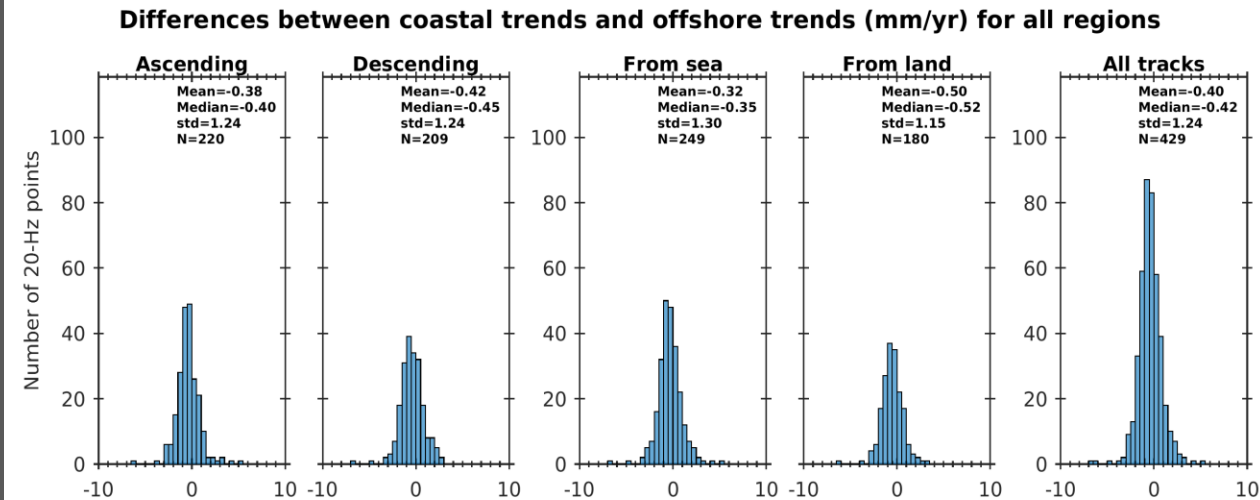 Differences between coastal trends and offshore trends (mm/yr) for all regions
Ascending
Mean=-0.38
Median=-0.40
std=1.24
N=220
Descending
Mean=-0.42
Median=-0.45
std=1.24
N=209
From sea
Mean=-0.32
Median=-0.35
std=1.30
N=249
From land
Mean=-0.50
Median=-0.52
std=1.15
N=180
All tracks
Mean=-0.40
Median=-0.42
std=1.24
N=429
Number of 20-Hz points
100
80
60
40
20
0
100
80
60
40
20
0
100
80
60
40
20
0
-10 0 10
-10 0 10
-10 0 10
-10 0 10
-10 0 10